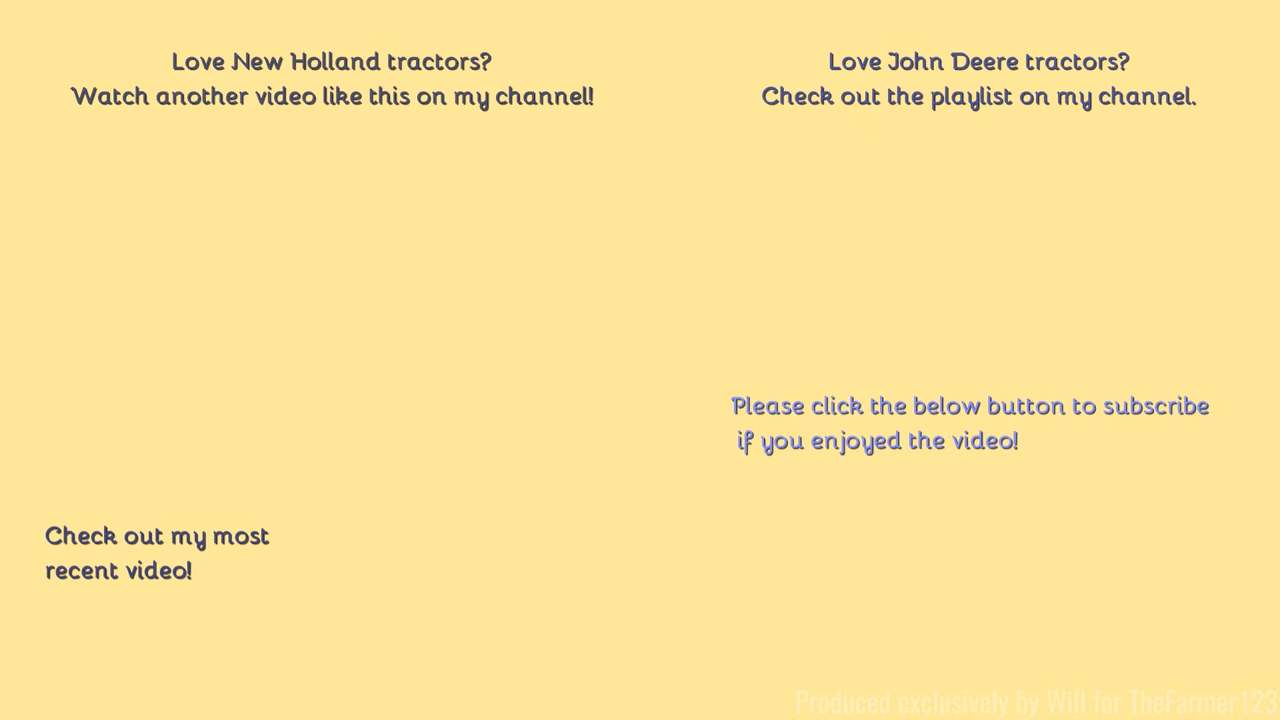 Love New Holland tractors?
Watch another video like this on my channel!
Love John Deere tractors?
Check out the playlist on my channel.
Please click the below button to subscribe
if you enjoyed the video!
Check out my most
recent video!
Produced exclusively by Will for TheFarmer123